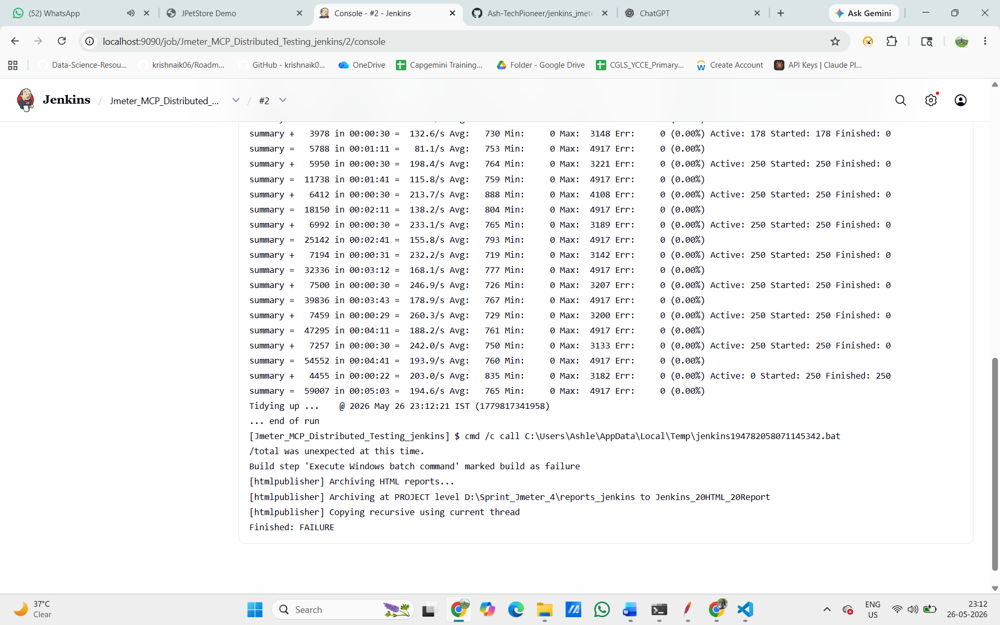 (52) WhatsApp
JPetStore Demo
Console - #2 - Jenkins
Ash-TechPioneer/jenkins_jmete
ChatGPT
Ask Gemini
localhost:9090/job/Jmeter_MCP_Distributed_Testing_jenkins/2/console
Data-Science-Resou...
krishnaik06/Roadm...
GitHub - krishnaik0...
OneDrive
Capgemini Training...
Folder - Google Drive
CGLS_YCCE_Primary...
Create Account
API Keys | Claude Pl...
Jenkins / Jmeter_MCP_Distributed_... / #2
summary +   3978 in 00:00:30 =  132.6/s Avg:   730 Min:     0 Max:  3148 Err:     0 (0.00%) Active: 178 Started: 178 Finished: 0
summary =   5788 in 00:01:11 =   81.1/s Avg:   753 Min:     0 Max:  4917 Err:     0 (0.00%)
summary +   5950 in 00:00:30 =  198.4/s Avg:   764 Min:     0 Max:  3221 Err:     0 (0.00%) Active: 250 Started: 250 Finished: 0
summary =  11738 in 00:01:41 =  115.8/s Avg:   759 Min:     0 Max:  4917 Err:     0 (0.00%)
summary +   6412 in 00:00:30 =  213.7/s Avg:   888 Min:     0 Max:  4108 Err:     0 (0.00%) Active: 250 Started: 250 Finished: 0
summary =  18150 in 00:02:11 =  138.2/s Avg:   804 Min:     0 Max:  4917 Err:     0 (0.00%)
summary +   6992 in 00:00:30 =  233.1/s Avg:   765 Min:     0 Max:  3189 Err:     0 (0.00%) Active: 250 Started: 250 Finished: 0
summary =  25142 in 00:02:41 =  155.8/s Avg:   793 Min:     0 Max:  4917 Err:     0 (0.00%)
summary +   7194 in 00:00:31 =  232.2/s Avg:   719 Min:     0 Max:  3142 Err:     0 (0.00%) Active: 250 Started: 250 Finished: 0
summary =  32336 in 00:03:12 =  168.1/s Avg:   777 Min:     0 Max:  4917 Err:     0 (0.00%)
summary +   7500 in 00:00:30 =  246.9/s Avg:   726 Min:     0 Max:  3207 Err:     0 (0.00%) Active: 250 Started: 250 Finished: 0
summary =  39836 in 00:03:43 =  178.9/s Avg:   767 Min:     0 Max:  4917 Err:     0 (0.00%)
summary +   7459 in 00:00:29 =  260.3/s Avg:   729 Min:     0 Max:  3200 Err:     0 (0.00%) Active: 250 Started: 250 Finished: 0
summary =  47295 in 00:04:11 =  188.2/s Avg:   761 Min:     0 Max:  4917 Err:     0 (0.00%)
summary +   7257 in 00:00:30 =  242.0/s Avg:   750 Min:     0 Max:  3133 Err:     0 (0.00%) Active: 250 Started: 250 Finished: 0
summary =  54552 in 00:04:41 =  193.9/s Avg:   760 Min:     0 Max:  4917 Err:     0 (0.00%)
summary +   4455 in 00:00:22 =  203.0/s Avg:   835 Min:     0 Max:  3182 Err:     0 (0.00%) Active: 0 Started: 250 Finished: 250
summary =  59007 in 00:05:03 =  194.6/s Avg:   765 Min:     0 Max:  4917 Err:     0 (0.00%)
Tidying up ...    @ 2026 May 26 23:12:21 IST (1779817341958)
... end of run
[Jmeter_MCP_Distributed_Testing_jenkins] $ cmd /c call C:\Users\Ashle\AppData\Local\Temp\jenkins194782058071145342.bat
/total was unexpected at this time.
Build step 'Execute Windows batch command' marked build as failure
[htmlpublisher] Archiving HTML reports...
[htmlpublisher] Archiving at PROJECT level D:\Sprint_Jmeter_4\reports_jenkins to Jenkins_20HTML_20Report
[htmlpublisher] Copying recursive using current thread
Finished: FAILURE
37°C
Clear
Search
ENG
US
23:12
26-05-2026